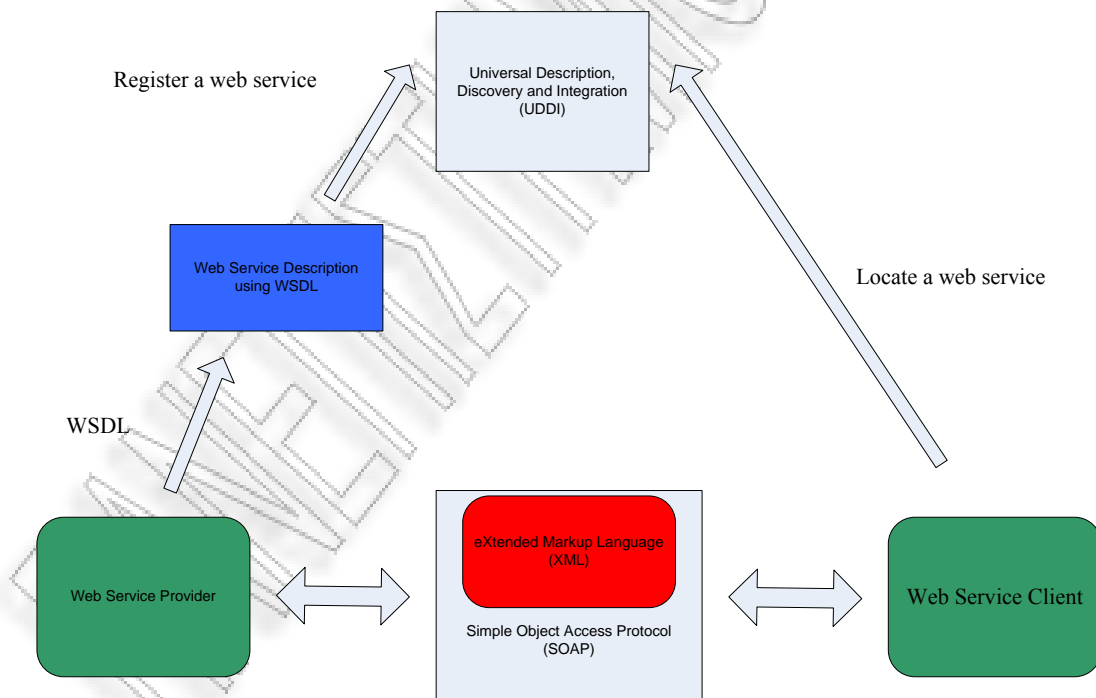 Register a web service
Universal Description,
Discovery and Integration
(UDDI)
Web Service Description
using WSDL
Locate a web service
WSDL
eXtended Markup Language
(XML)
Web Service Provider
Simple Object Access Protocol
(SOAP)
Web Service Client